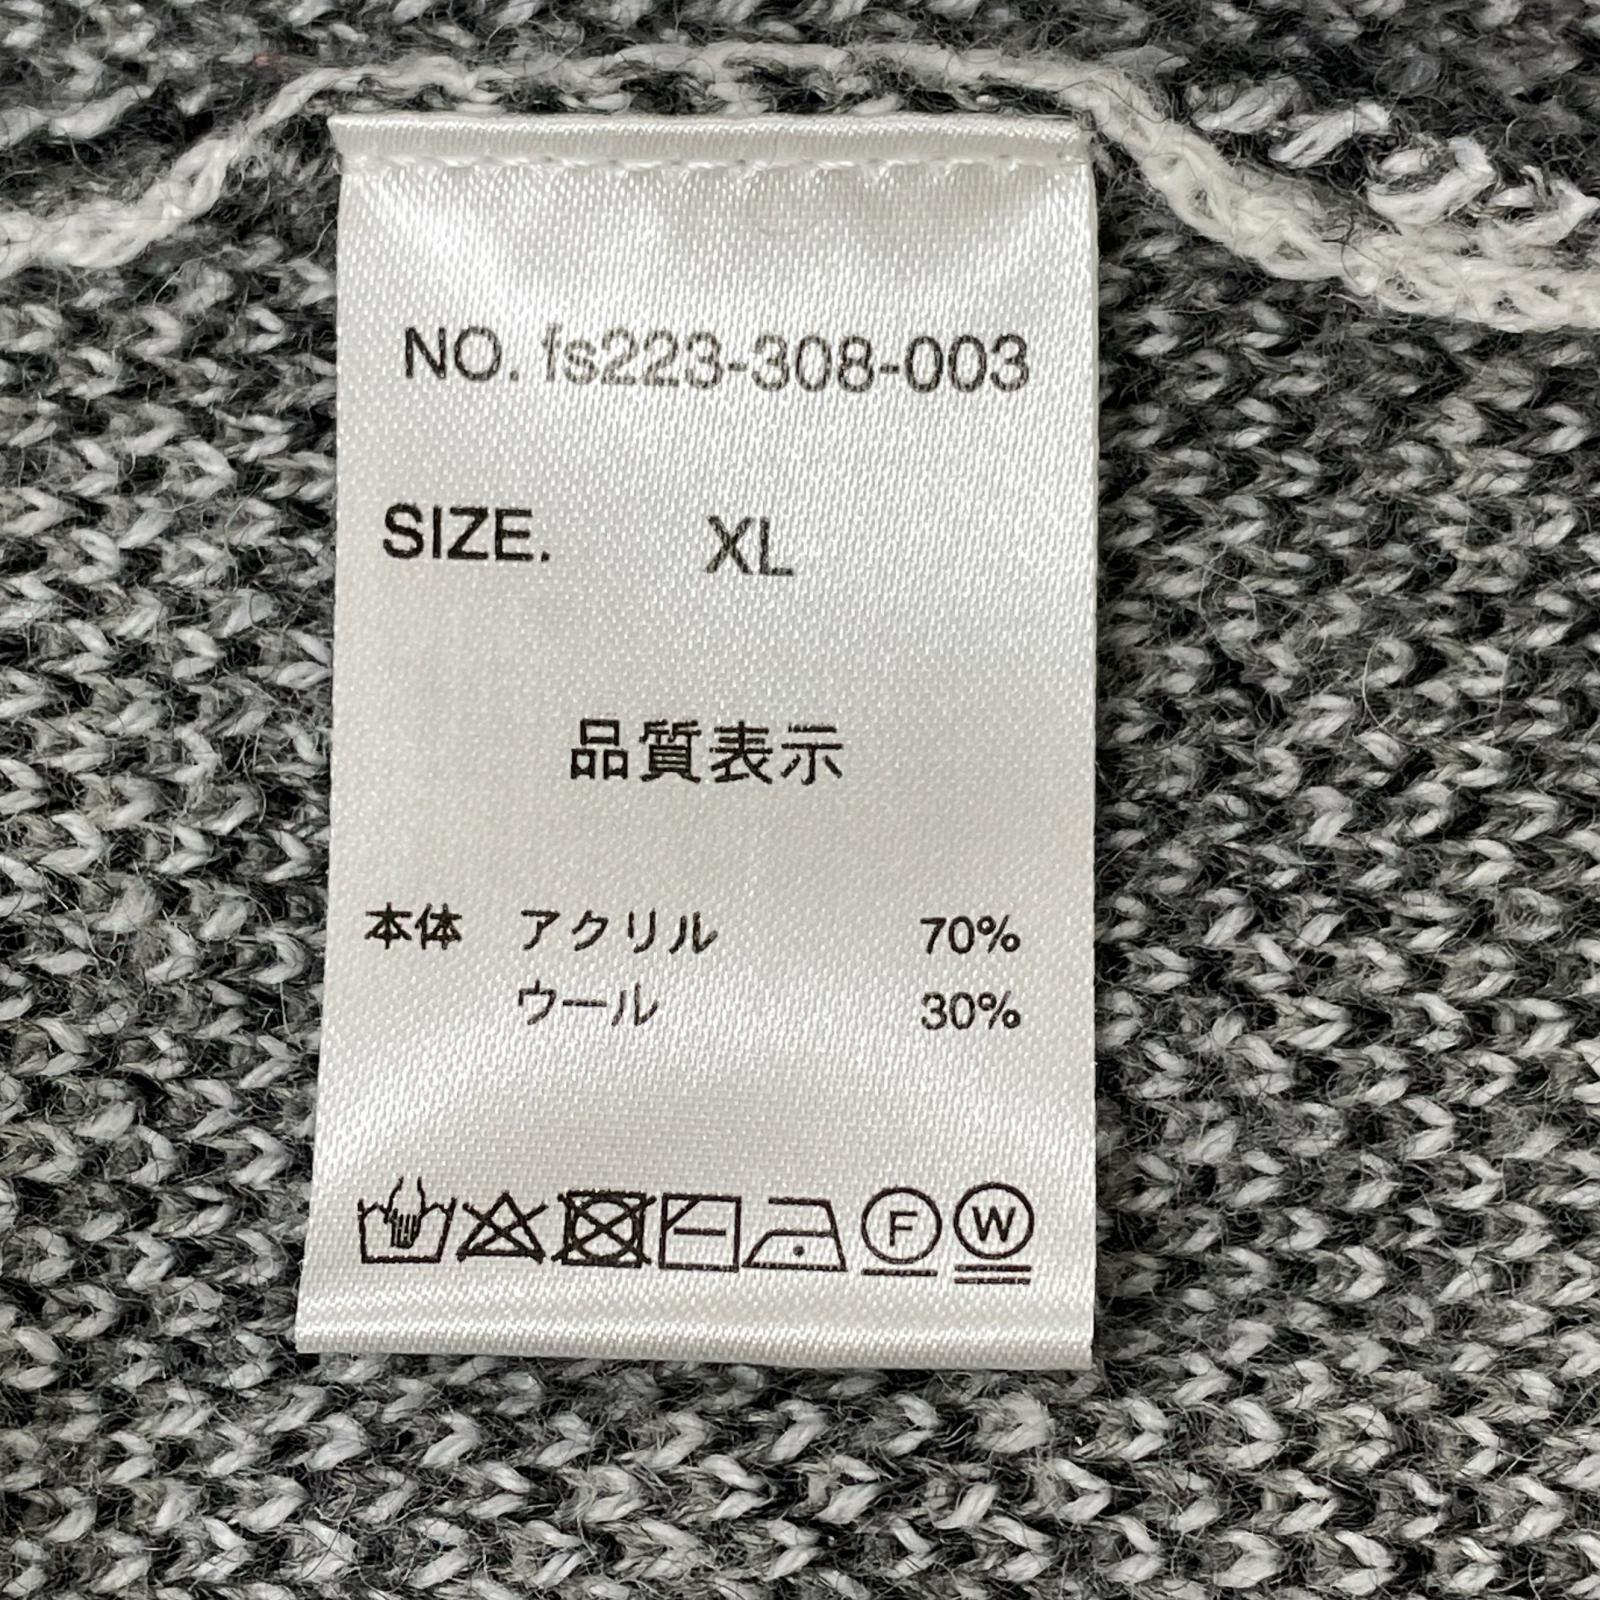 NO. fs223-308-003
SIZE. XL
品質表示
本体 アクリル 70%
ウール 30%
F W